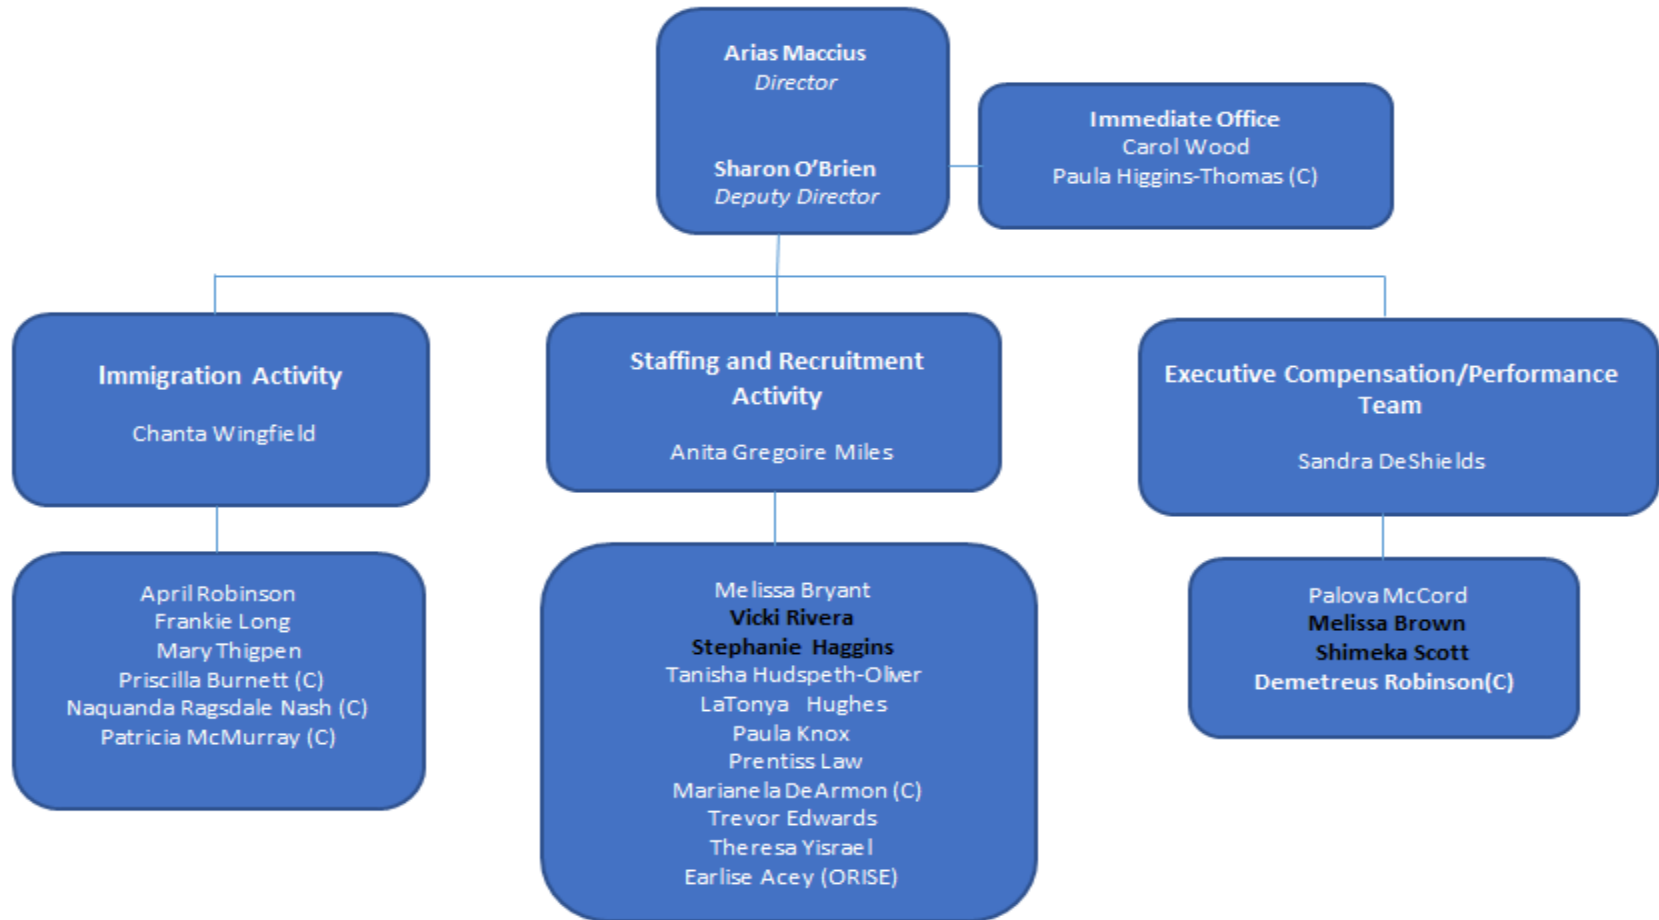 Arias Maccius
Director
Sharon O’Brien
Deputy Director
Immediate Office
Carol Wood
Paula Higgins-Thomas (C)
Immigration Activity
Chanta Wingfield
Staffing and Recruitment
Activity
Anita Gregoire Miles
Executive Compensation/Performance
Team
Sandra DeShields
April Robinson
Frankie Long
Mary Thigpen
Priscilla Burnett (C)
Naquanda Ragsdale Nash (C)
Patricia McMurray (C)
Melissa Bryant
Vicki Rivera
Stephanie Haggins
Tanisha Hudspeth-Oliver
LaTonya Hughes
Paula Knox
Prentiss Law
Marianela DeArmon (C)
Trevor Edwards
Theresa Yisrael
Earlise Acey (ORISE)
Palova McCord
Melissa Brown
Shimeka Scott
Demetreus Robinson(C)